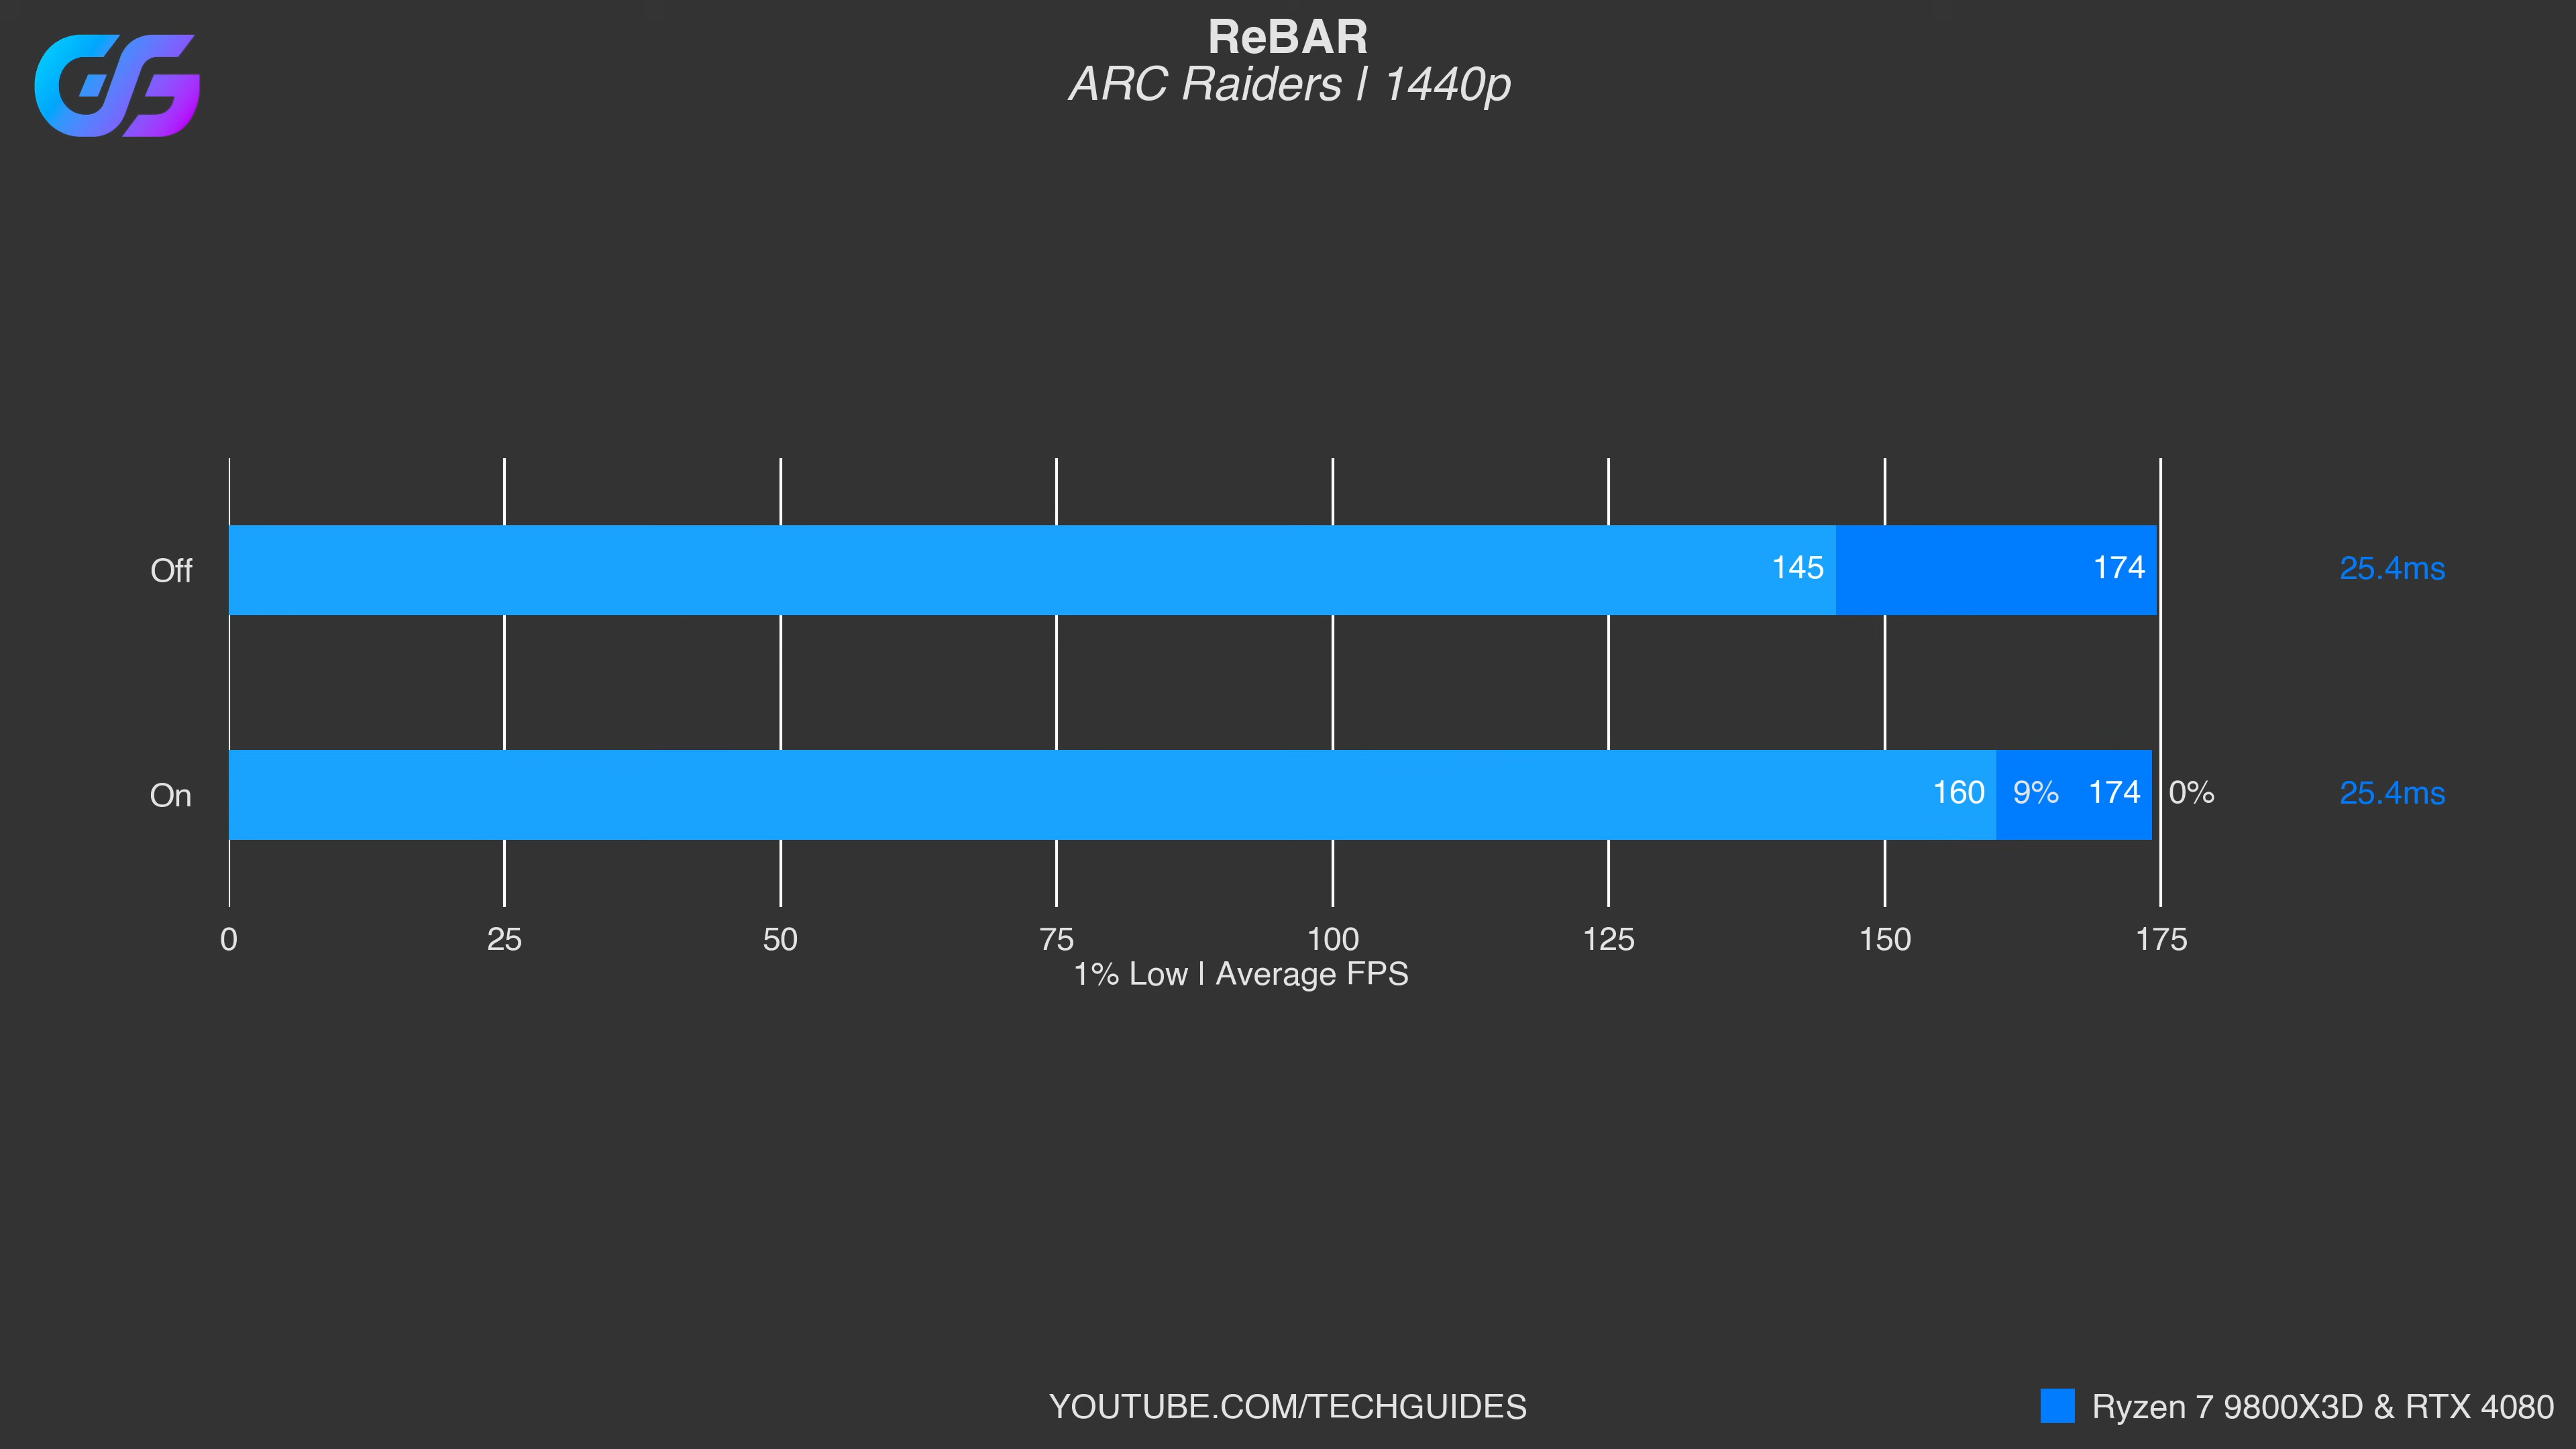 ReBAR
ARC Raiders | 1440p
Off 145 174 25.4ms
On 160 9% 174 0% 25.4ms
0 25 50 75 100 125 150 175
1% Low | Average FPS
YOUTUBE.COM/TECHGUIDES
Ryzen 7 9800X3D & RTX 4080